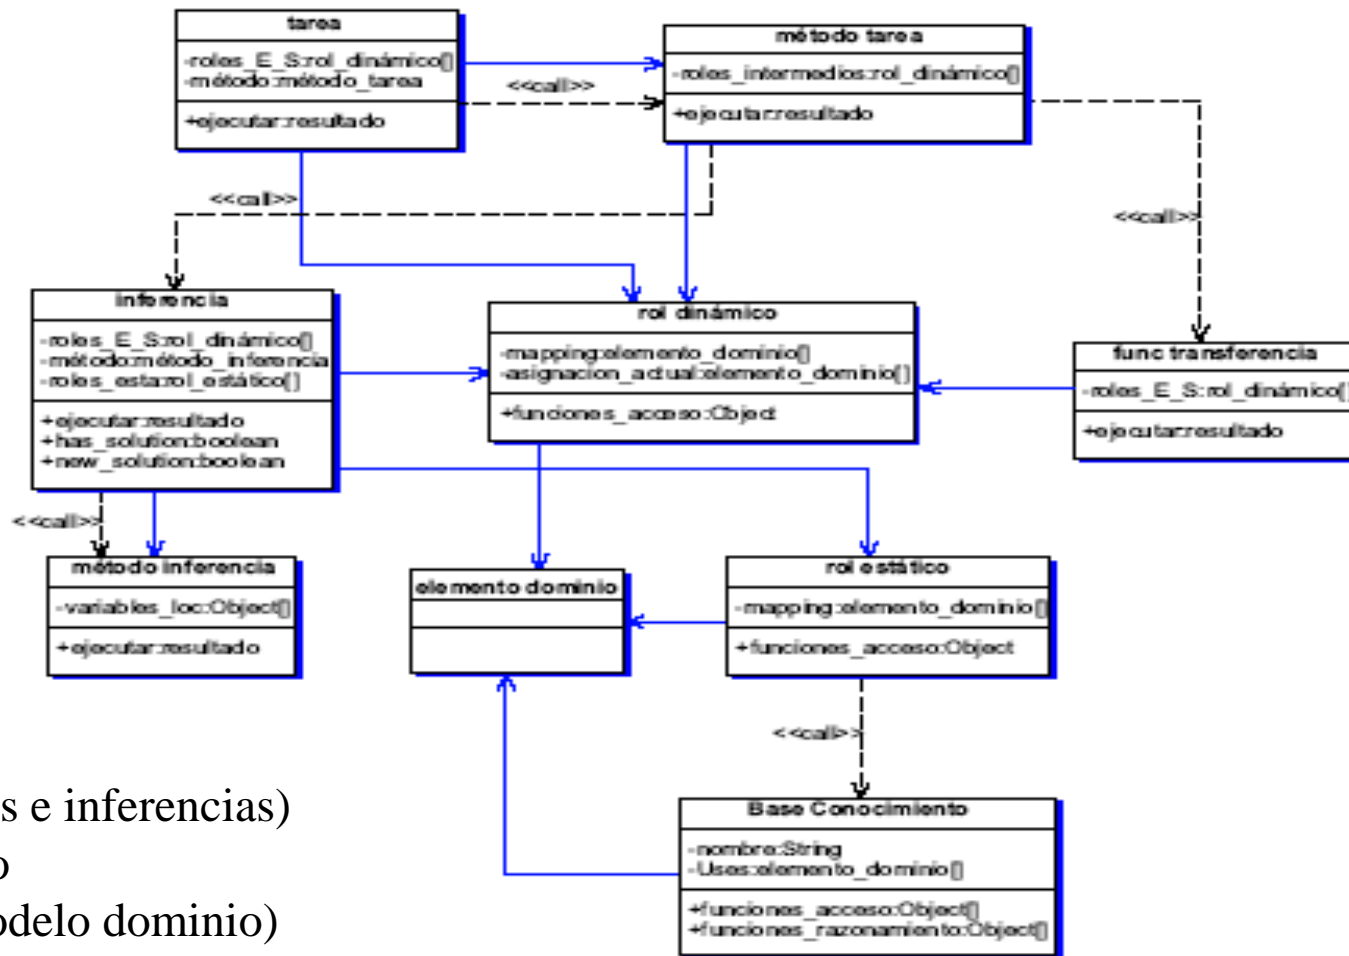 tarea
-roles_E_S:rol_dinámico[]
-método:método_tarea
+ejecutar:resultado
<<call>>
método tarea
-roles_intermedios:rol_dinámico[]
+ejecutar:resultado
<<call>>
<<call>>
inferencia
-roles_E_S:rol_dinámico[]
-método:método_inferencia
-roles_esta:rol_estático[]
+ejecutar:resultado
+has_solution:boolean
+new_solution:boolean
rol dinámico
-mapping:elemento_dominio[]
-asignacion_actual:elemento_dominio[]
+funciones_acceso:Object
func transferencia
-roles_E_S:rol_dinámico[]
+ejecutar:resultado
<<call>>
método inferencia
-variables_loc:Object[]
+ejecutar:resultado
elemento dominio
rol estático
-mapping:elemento_dominio[]
+funciones_acceso:Object
<<call>>
Base Conocimiento
-nombre:String
-Uses:elemento_dominio[]
+funciones_acceso:Object[]
+funciones_razonamiento:Object[]
s e inferencias)
o
odelo dominio)